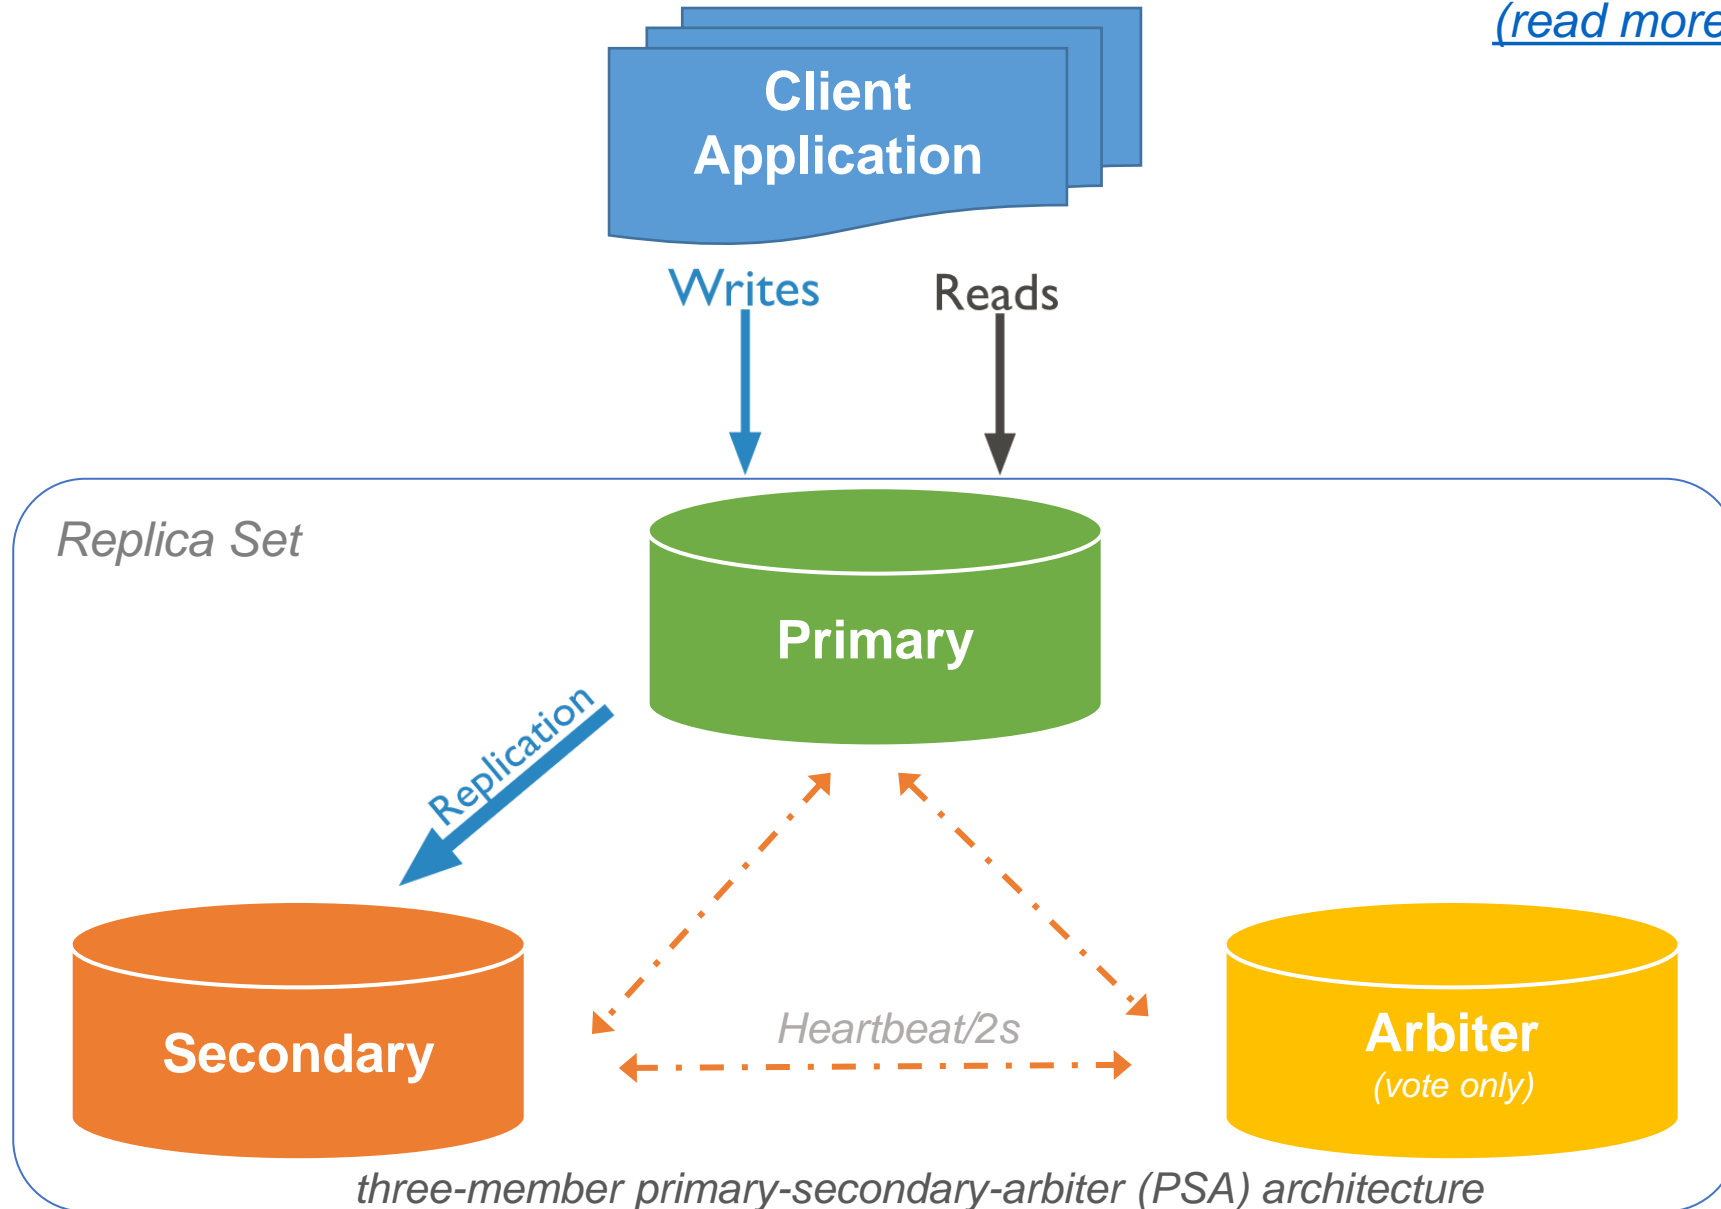 (read more
Client
Application
Writes
Reads
Replica Set
Primary
Replication
Secondary
Heartbeat/2s
Arbiter
(vote only)
three-member primary-secondary-arbiter (PSA) architecture